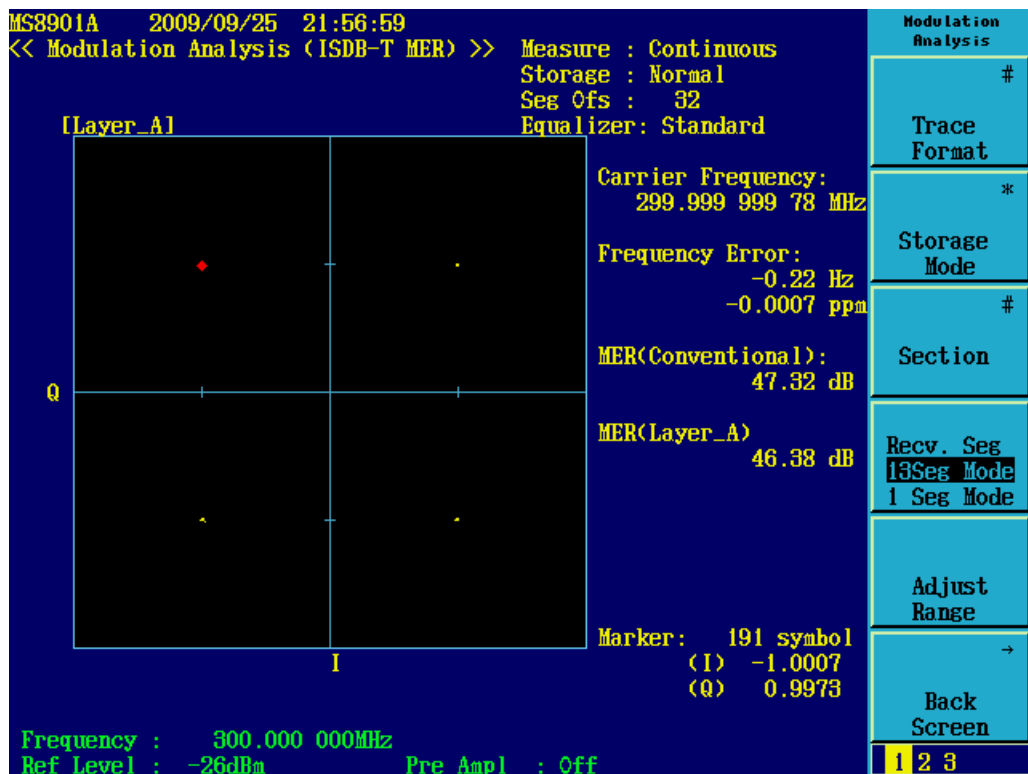 MS8901A 2009/09/25 21:56:59
<< Modulation Analysis (ISDB-T MER) >>
Measure : Continuous
Storage : Normal
Seg Ofs : 32
Equalizer: Standard
[Layer_A]
Q
I
Carrier Frequency:
299.999 999 78 MHz
Frequency Error:
-0.22 Hz
-0.0007 ppm
MER(Conventional):
47.32 dB
MER(Layer_A)
46.38 dB
Marker: 191 symbol
(I) -1.0007
(Q) 0.9973
Frequency : 300.000 000MHz
Ref Level : -26dBm Pre Ampl : Off
Modulation
Analysis
#
Trace
Format
*
Storage
Mode
#
Section
Recv. Seg
13Seg Mode
1 Seg Mode
Adjust
Range
→
Back
Screen
1 2 3